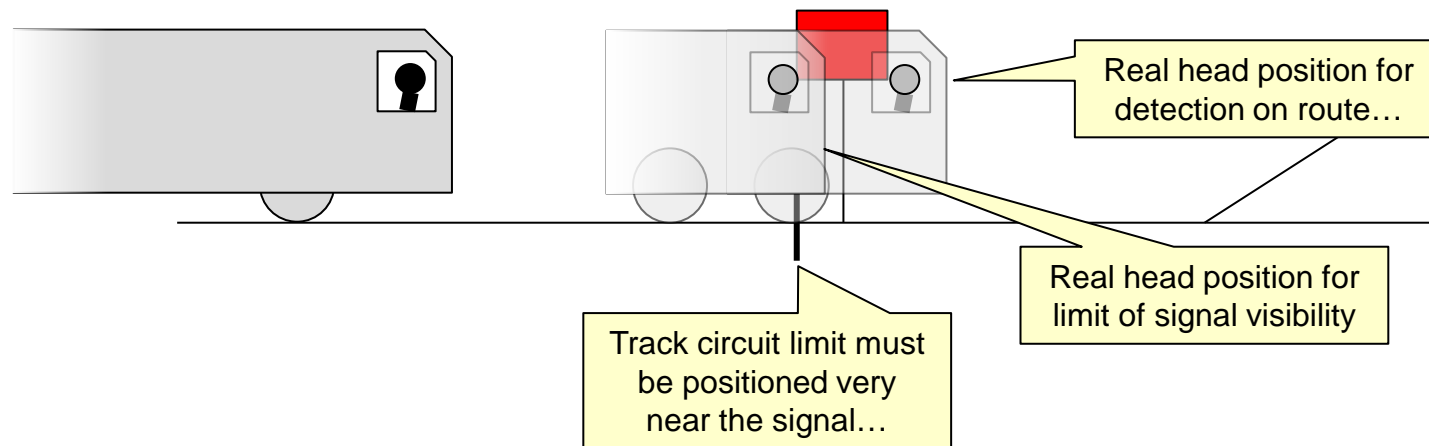 Real head position for
detection on route…
Real head position for
limit of signal visibility
Track circuit limit must
be positioned very
near the signal…